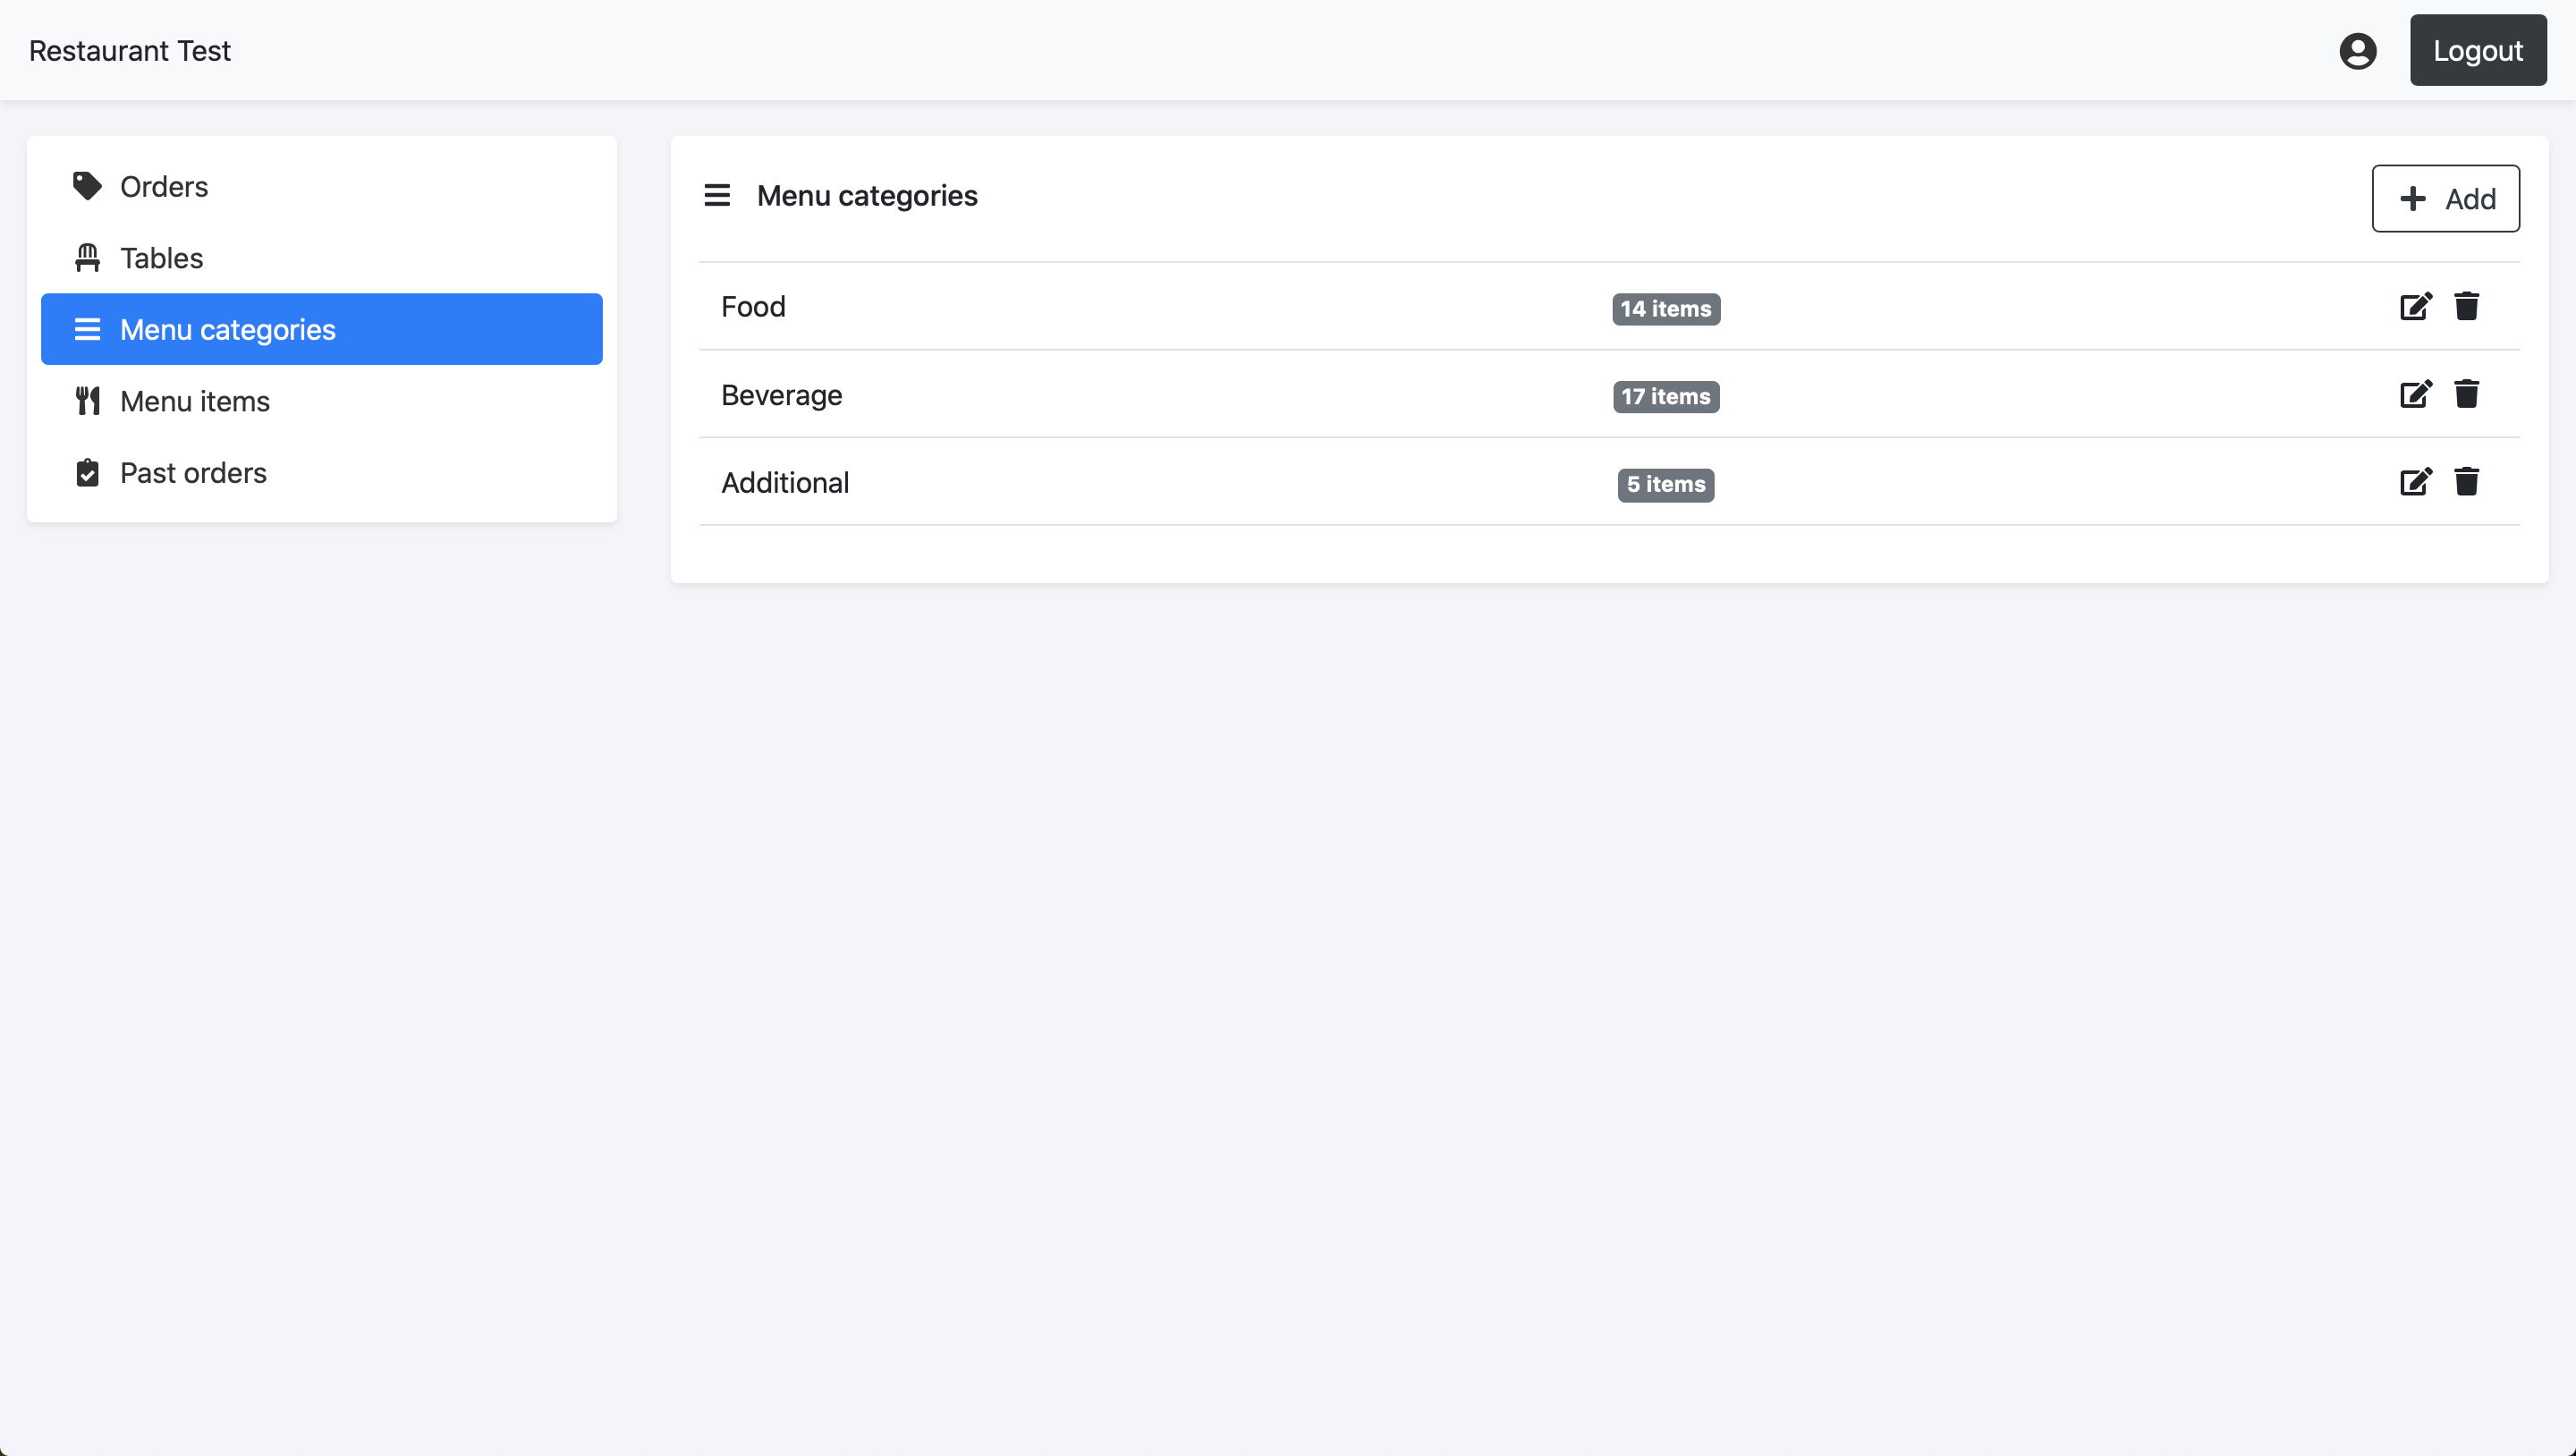 Restaurant Test
Logout
Orders
Tables
Menu categories
Menu items
Past orders
Menu categories
Add
Food
14 items
Beverage
17 items
Additional
5 items